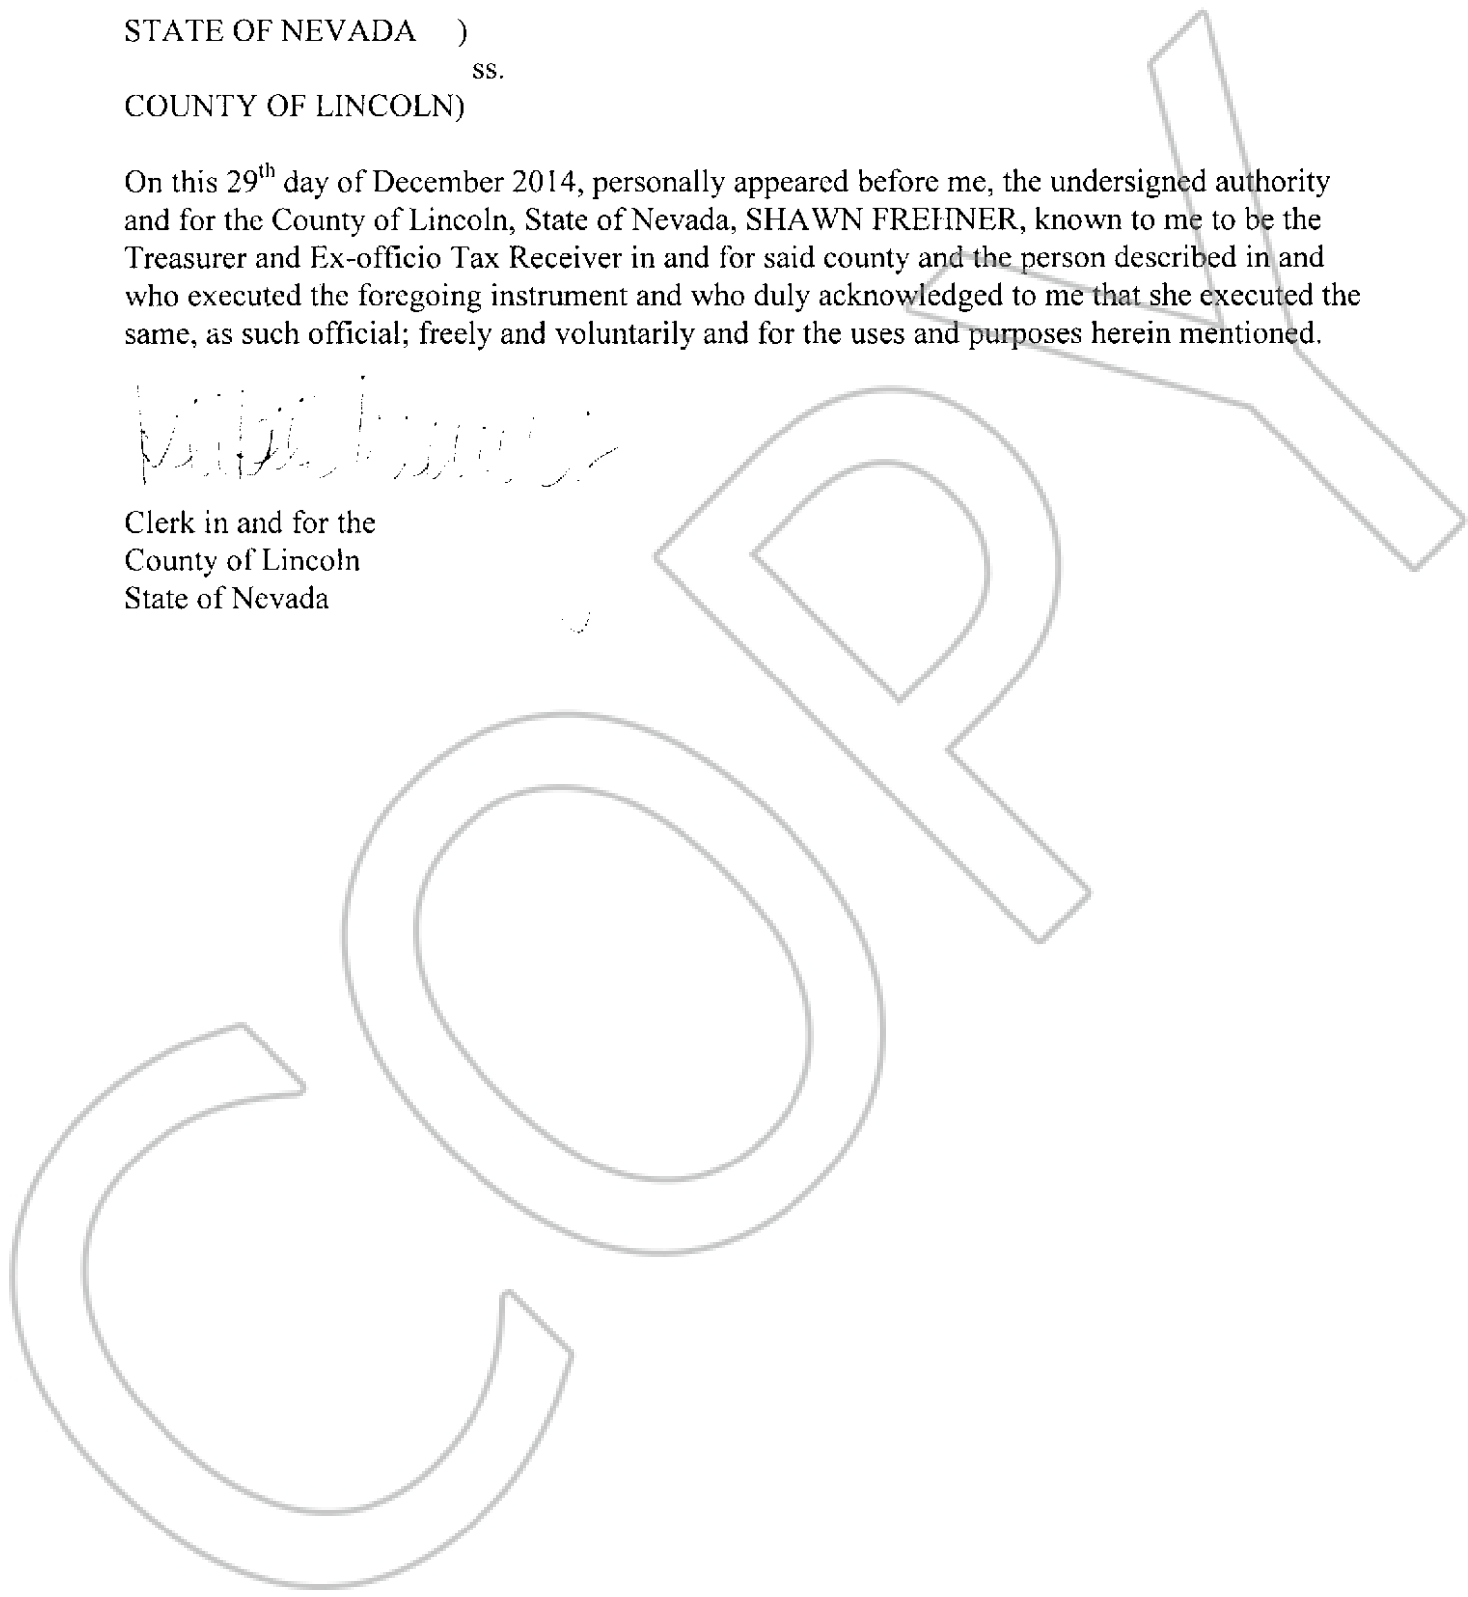 STATE OF NEVADA )
ss.
COUNTY OF LINCOLN)
On this 29th day of December 2014, personally appeared before me, the undersigned authority
and for the County of Lincoln, State of Nevada, SHAWN FREHNER, known to me to be the
Treasurer and Ex-officio Tax Receiver in and for said county and the person described in and
who executed the foregoing instrument and who duly acknowledged to me that she executed the
same, as such official; freely and voluntarily and for the uses and purposes herein mentioned.
Clerk in and for the
County of Lincoln
State of Nevada
COPY